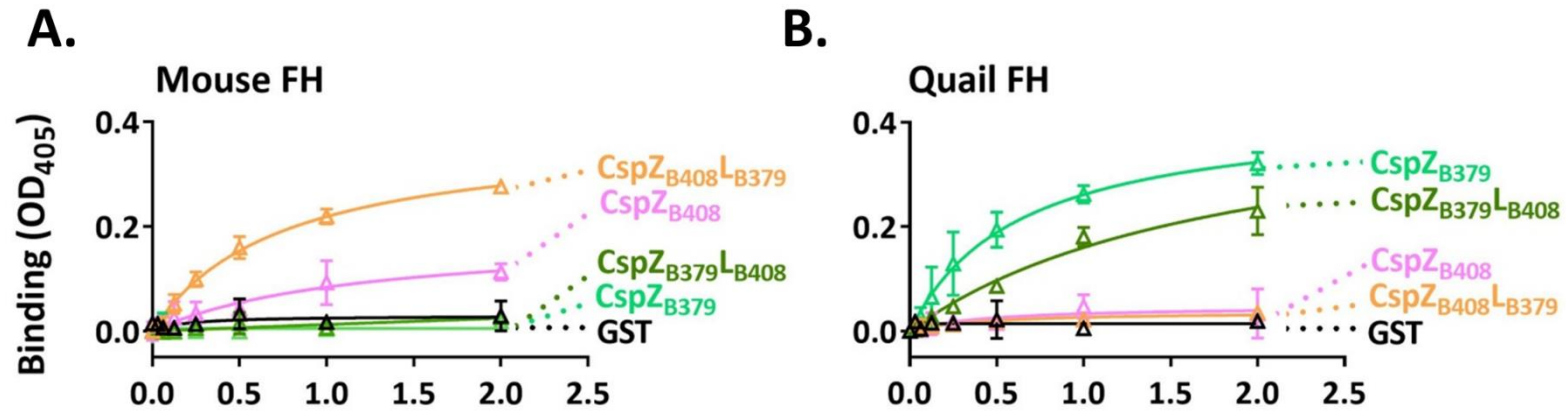 A.
Mouse FH
Binding (OD405)
0.4
0.2
0.0
0.0 0.5 1.0 1.5 2.0 2.5
CspZB408LB379
CspZB408
CspZB379LB408
CspZB379
GST
B.
Quail FH
0.4
0.2
0.0
0.0 0.5 1.0 1.5 2.0 2.5
CspZB379
CspZB379LB408
CspZB408
CspZB408LB379
GST